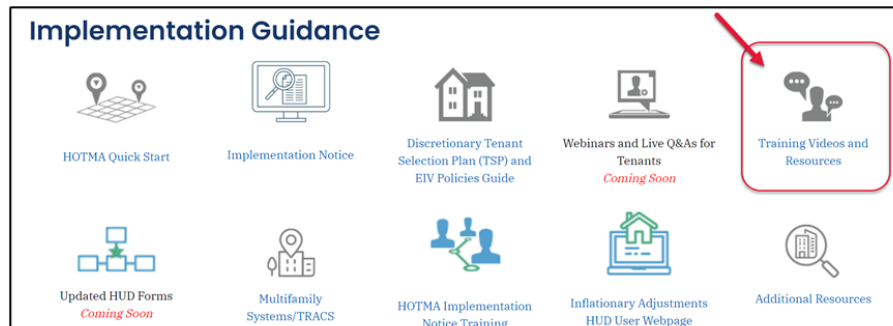 Implementation Guidance
HOTMA Quick Start
Implementation Notice
Discretionary Tenant
Selection Plan (TSP) and
EIV Policies Guide
Webinars and Live Q&As for
Tenants
Coming Soon
Training Videos and
Resources
Updated HUD Forms
Coming Soon
Multifamily
Systems/TRACS
HOTMA Implementation
Notice Training
Inflationary Adjustments
HUD User Webpage
Additional Resources